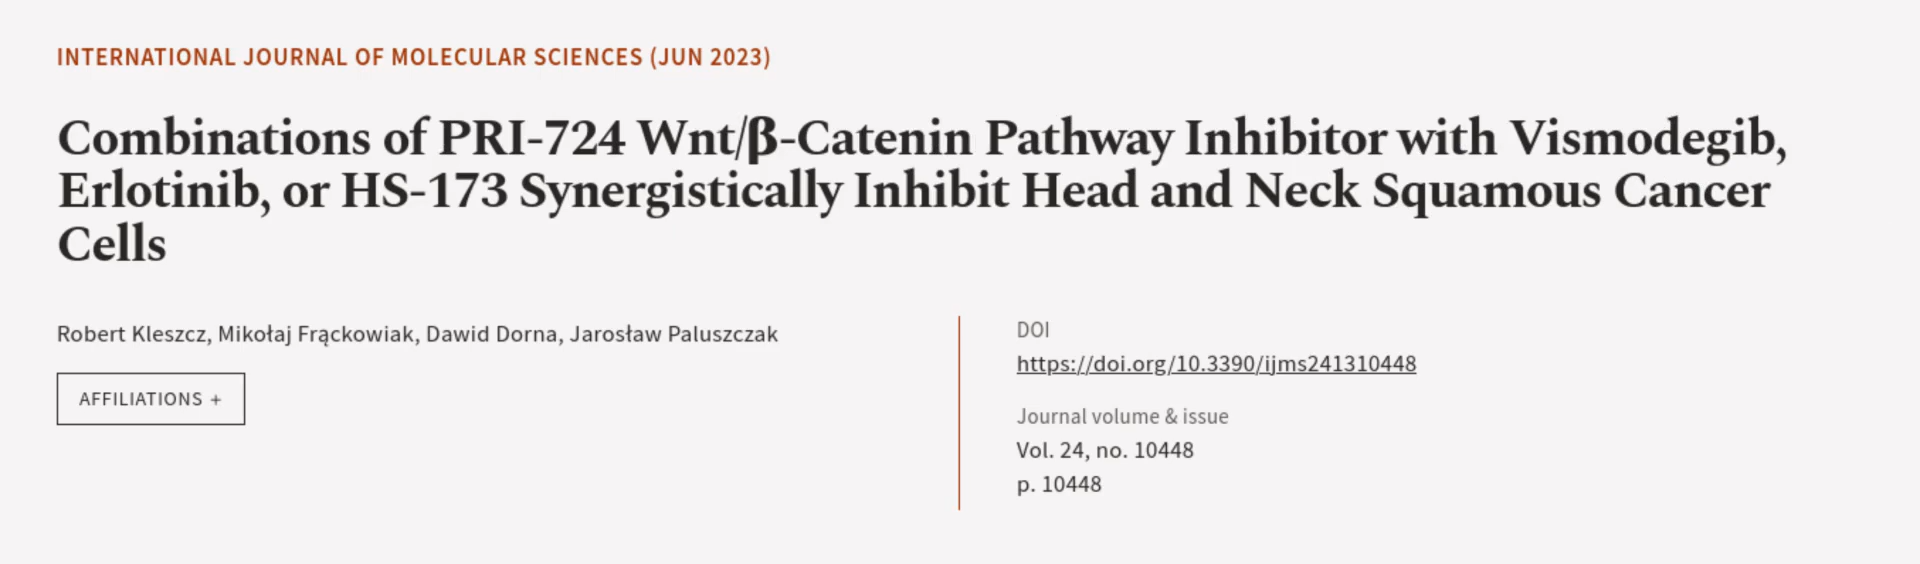 INTERNATIONAL JOURNAL OF MOLECULAR SCIENCES (JUN 2023)
Combinations of PRI-724 Wnt/β-Catenin Pathway Inhibitor with Vismodegib,
Erlotinib, or HS-173 Synergistically Inhibit Head and Neck Squamous Cancer
Cells
Robert Kleszcz, Mikołaj Frąckowiak, Dawid Dorna, Jarosław Paluszczak
AFFILIATIONS +
DOI
https://doi.org/10.3390/ijms241310448
Journal volume & issue
Vol. 24, no. 10448
p. 10448